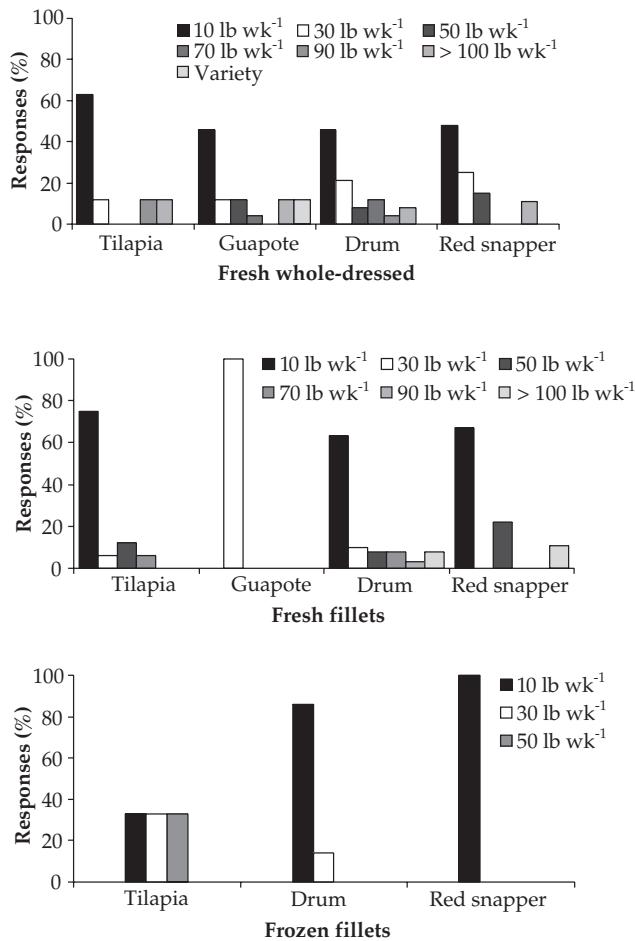 10 lb wk⁻¹ 30 lb wk⁻¹ 50 lb wk⁻¹
70 lb wk⁻¹ 90 lb wk⁻¹ > 100 lb wk⁻¹
Variety
100
80
60
40
20
0
Responses (%)
Tilapia Guapote Drum Red snapper
Fresh whole-dressed
10 lb wk⁻¹ 30 lb wk⁻¹ 50 lb wk⁻¹
70 lb wk⁻¹ 90 lb wk⁻¹ > 100 lb wk⁻¹
100
80
60
40
20
0
Responses (%)
Tilapia Guapote Drum Red snapper
Fresh fillets
10 lb wk⁻¹
30 lb wk⁻¹
50 lb wk⁻¹
100
80
60
40
20
0
Responses (%)
Tilapia Drum Red snapper
Frozen fillets